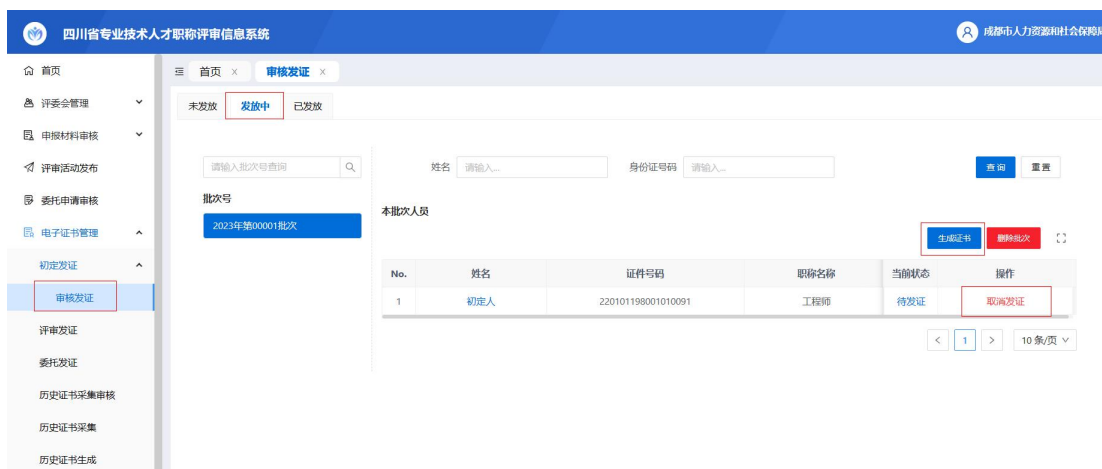 四川省专业技术人才职称评审信息系统
成都市人力资源和社会保障局
首页
评委会管理
申报材料审核
评审活动发布
委托申请审核
电子证书管理
初定发证
审核发证
评审发证
委托发证
历史证书采集审核
历史证书采集
历史证书生成
首页 × 审核发证 ×
未发放 发放中 已发放
请输入批次号查询
姓名 请输入... 身份证号码 请输入... 查询 重置
批次号
2023年第00001批次
本批次人员
生成证书 删除批次
No. 姓名 证件号码 职称名称 当前状态 操作
1 初定人 220101198001010091 工程师 待发证 取消发证
< 1 > 10 条/页